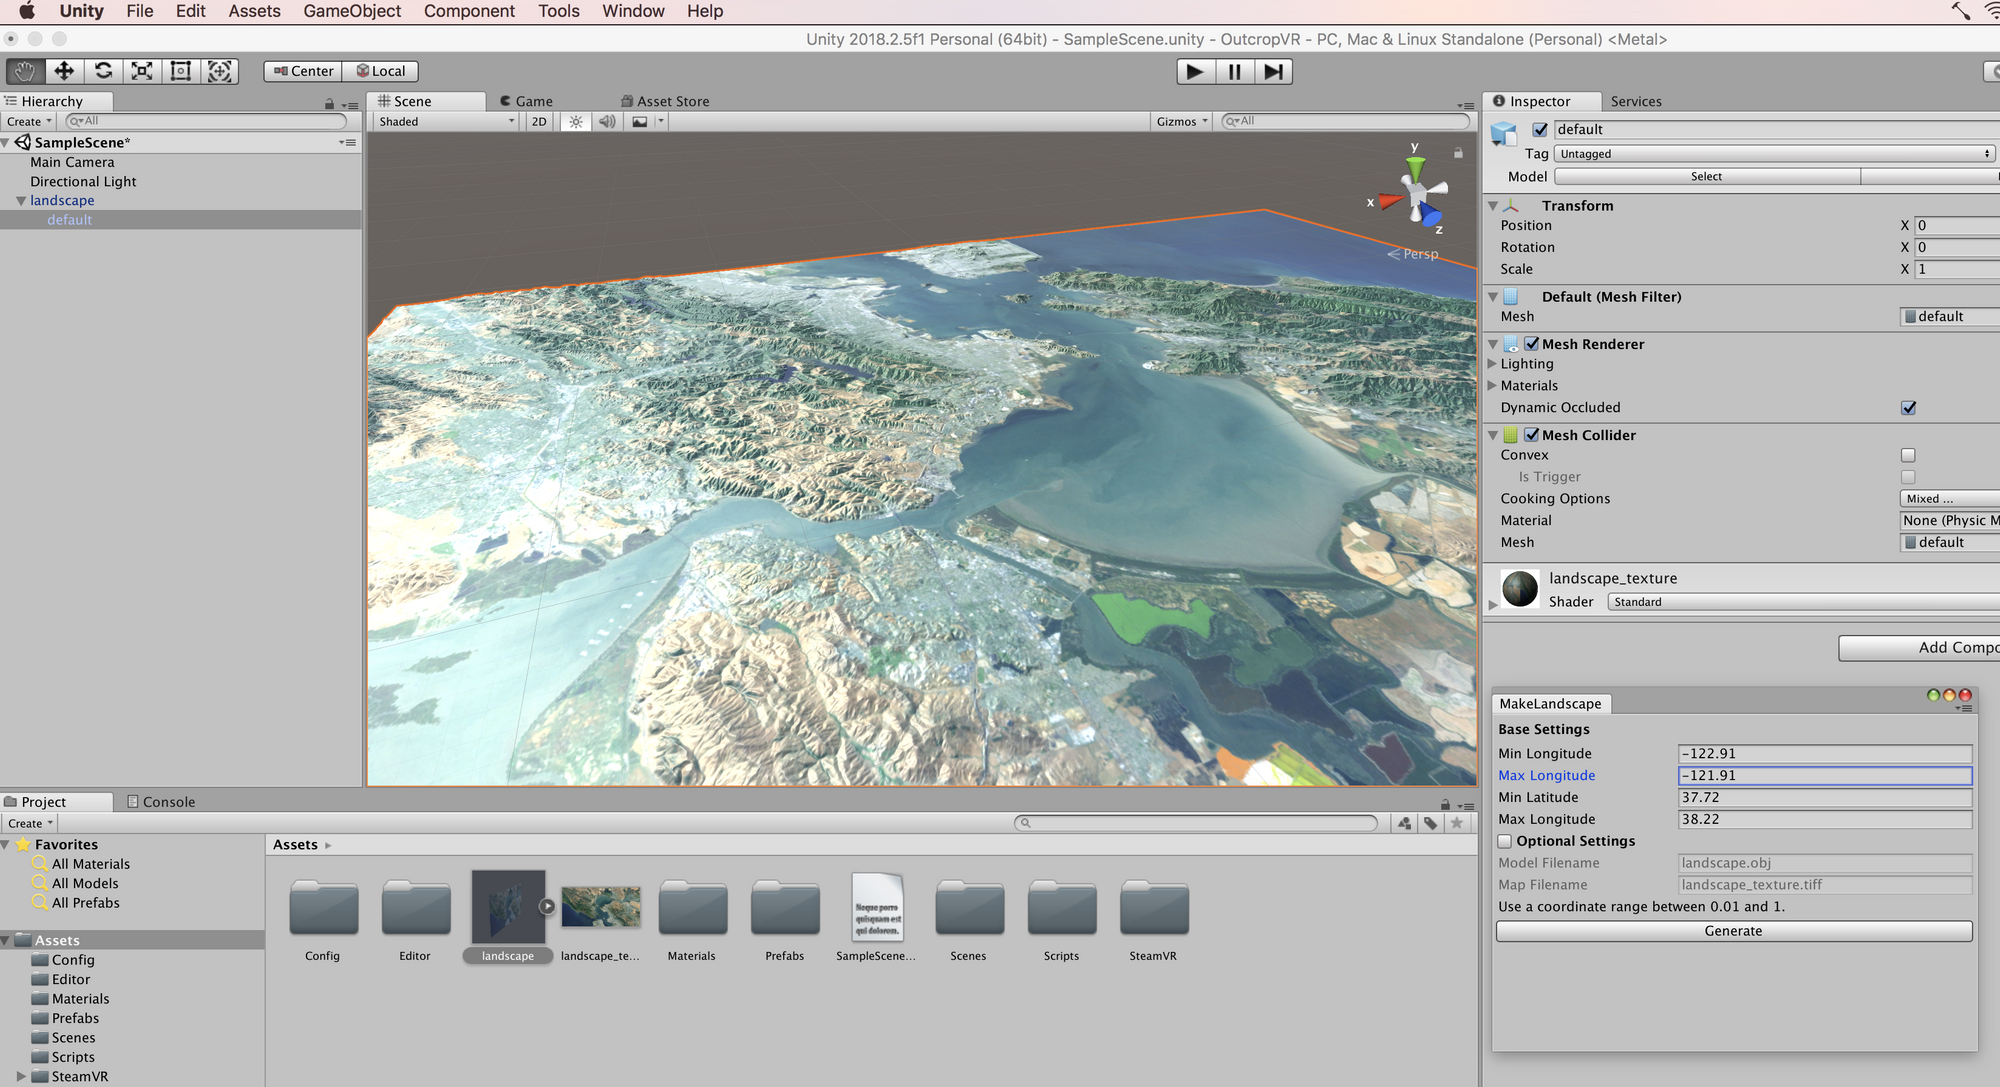 Unity File Edit Assets GameObject Component Tools Window Help
Unity 2018.2.5f1 Personal (64bit) - SampleScene.unity - OutcropVR - PC, Mac & Linux Standalone (Personal) <Metal>
Center Local
Hierarchy
Create All
SampleScene*
Main Camera
Directional Light
landscape
default
Scene Game Asset Store
Shaded 2D Gizmos All
y
x
z
Persp
Inspector Services
default
Tag Untagged
Model Select
Transform
Position X 0
Rotation X 0
Scale X 1
Default (Mesh Filter)
Mesh default
Mesh Renderer
Lighting
Materials
Dynamic Occluded
Mesh Collider
Convex
Is Trigger
Cooking Options Mixed ...
Material None (Physic M
Mesh default
landscape_texture
Shader Standard
Add Compo
MakeLandscape
Base Settings
Min Longitude -122.91
Max Longitude -121.91
Min Latitude 37.72
Max Longitude 38.22
Optional Settings
Model Filename landscape.obj
Map Filename landscape_texture.tiff
Use a coordinate range between 0.01 and 1.
Generate
Project Console
Create
Favorites
All Materials
All Models
All Prefabs
Assets
Config
Editor
Materials
Prefabs
Scenes
Scripts
SteamVR
Assets
Neque porro
quisquam est
qui dolorem.
Config Editor landscape landscape_te... Materials Prefabs SampleScene... Scenes Scripts SteamVR